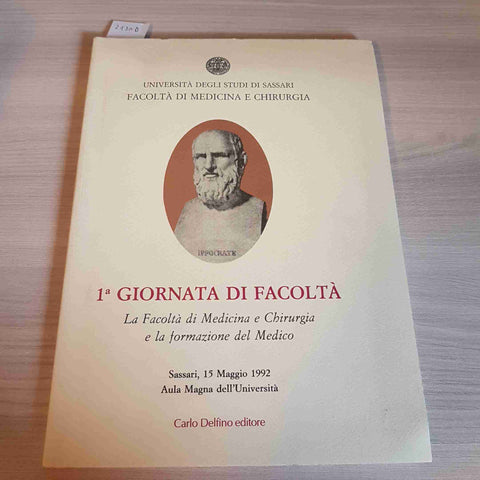 UNIVERSITÀ DEGLI STUDI DI SASSARI
FACOLTÀ DI MEDICINA E CHIRURGIA
IPPOCRATE
1ª GIORNATA DI FACOLTÀ
La Facoltà di Medicina e Chirurgia
e la formazione del Medico
Sassari, 15 Maggio 1992
Aula Magna dell'Università
Carlo Delfino editore